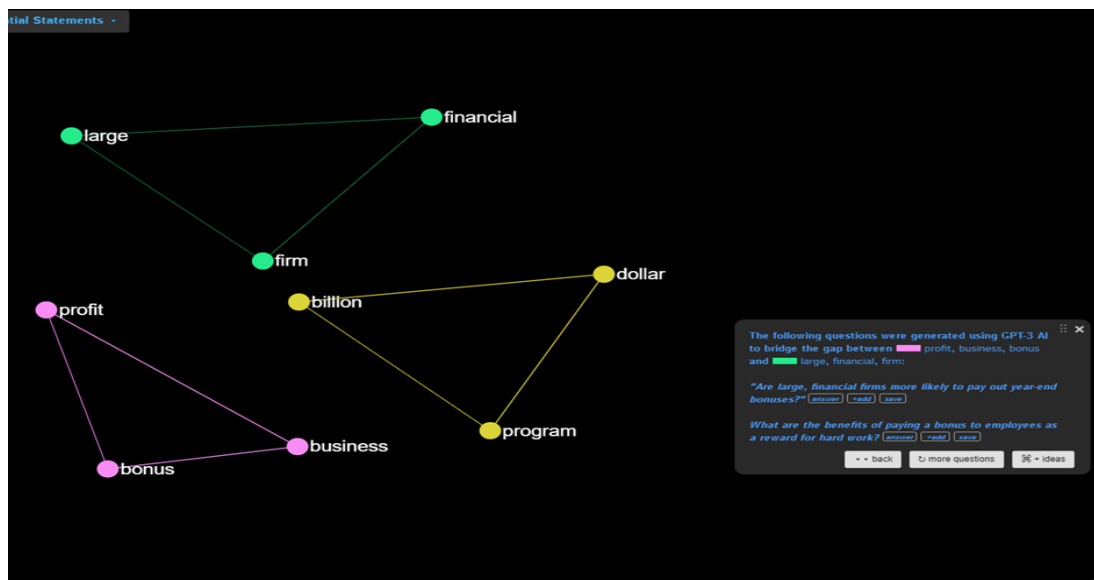 tial Statements -
financial
large
firm
dollar
billion
profit
program
business
bonus
The following questions were generated using GPT-3 AI
to bridge the gap between profit, business, bonus
and large, financial, firm:
"Are large, financial firms more likely to pay out year-end
bonuses?" answer +add save
What are the benefits of paying a bonus to employees as
a reward for hard work? answer +add save
back ↻ more questions ⌘ + ideas